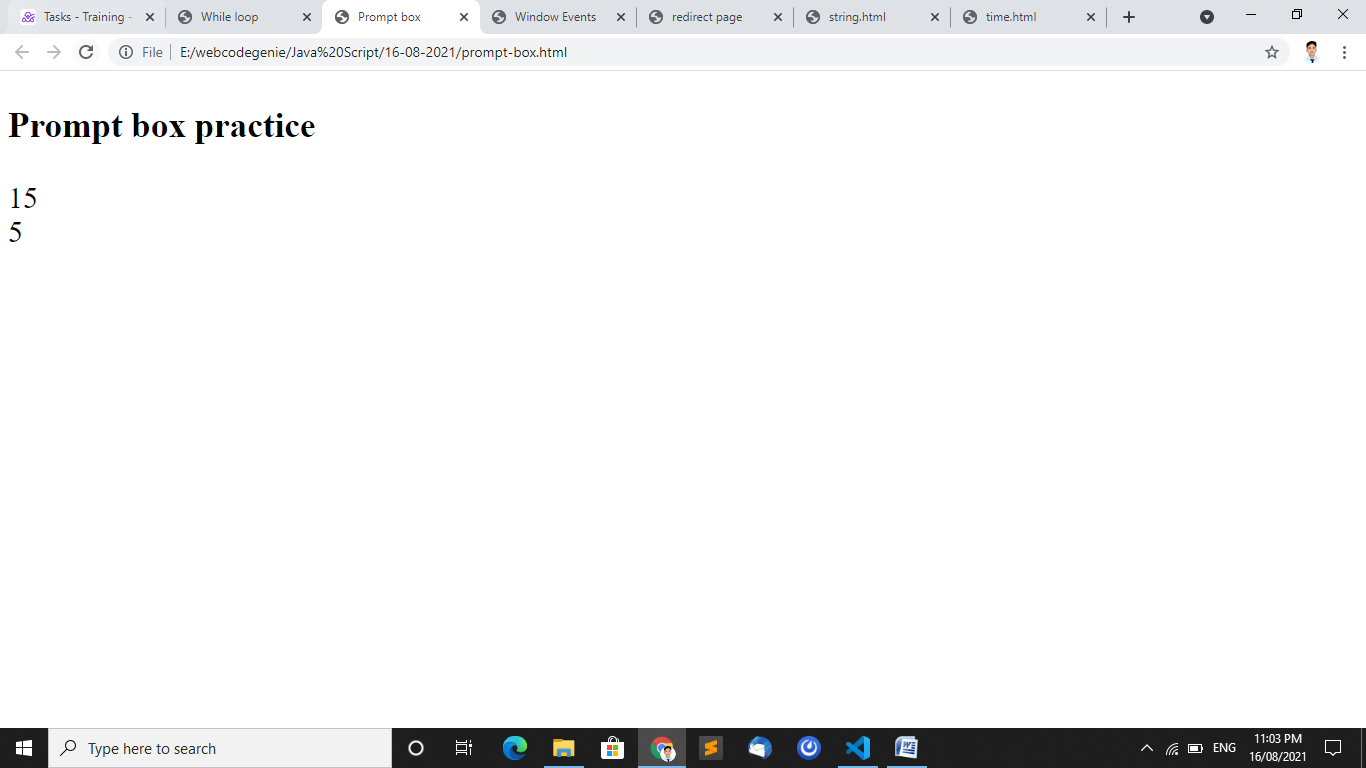 Tasks - Training -
While loop
Prompt box
Window Events
redirect page
string.html
time.html
File
E:/webcodegenie/Java%20Script/16-08-2021/prompt-box.html
Prompt box practice
15
5
Type here to search
ENG
11:03 PM
16/08/2021